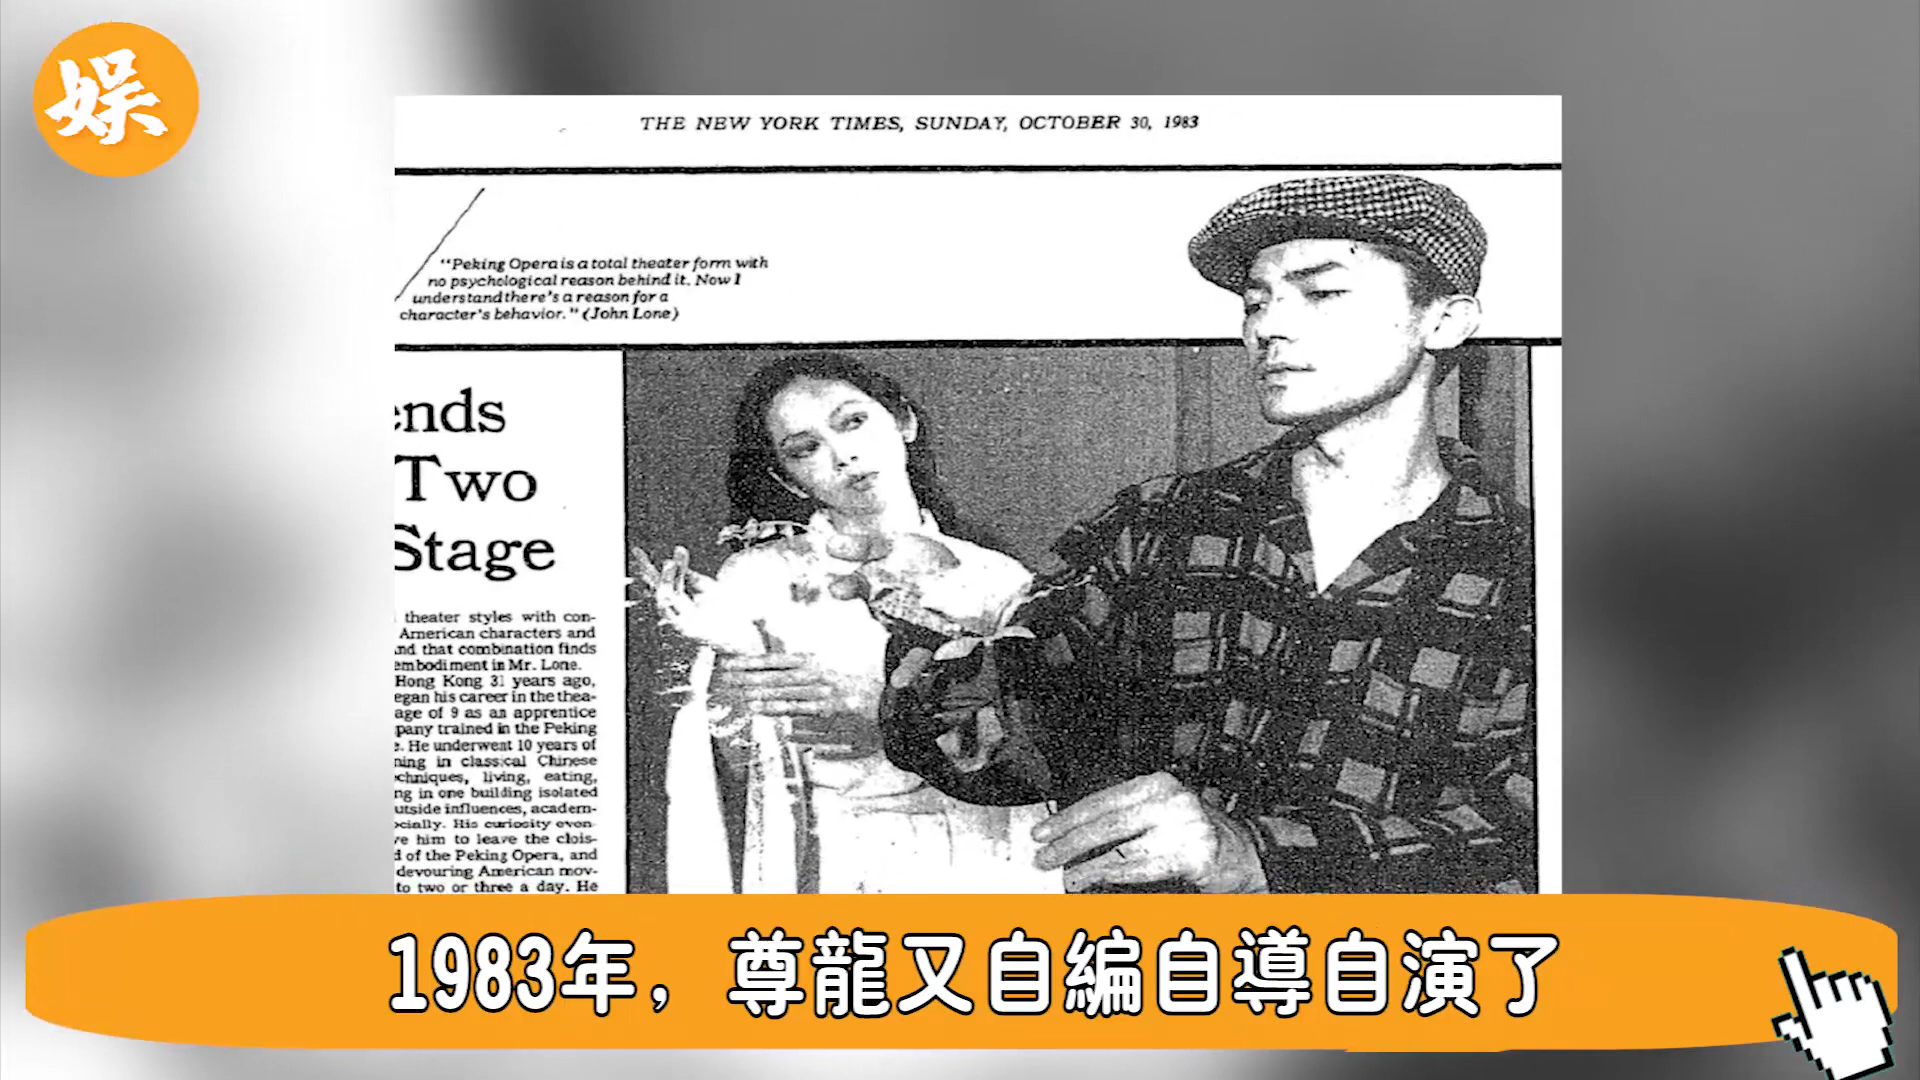 娱
THE NEW YORK TIMES, SUNDAY, OCTOBER 30, 1983
"Peking Opera is a total theater form with
no psychological reason behind it. Now I
understand there's a reason for a
character's behavior." (John Lone)
ends
Two
Stage
theater styles with con-
American characters and
nd that combination finds
embodiment in Mr. Lone.
Hong Kong 31 years ago,
egan his career in the thea-
age of 9 as an apprentice
pany trained in the Peking
e. He underwent 10 years of
ning in classical Chinese
echniques, living, eating,
ng in one building isolated
utside influences, academ-
ocially. His curiosity even-
ve him to leave the clois-
d of the Peking Opera, and
devouring American mov-
to two or three a day. He
1983年，尊龍又自編自導自演了